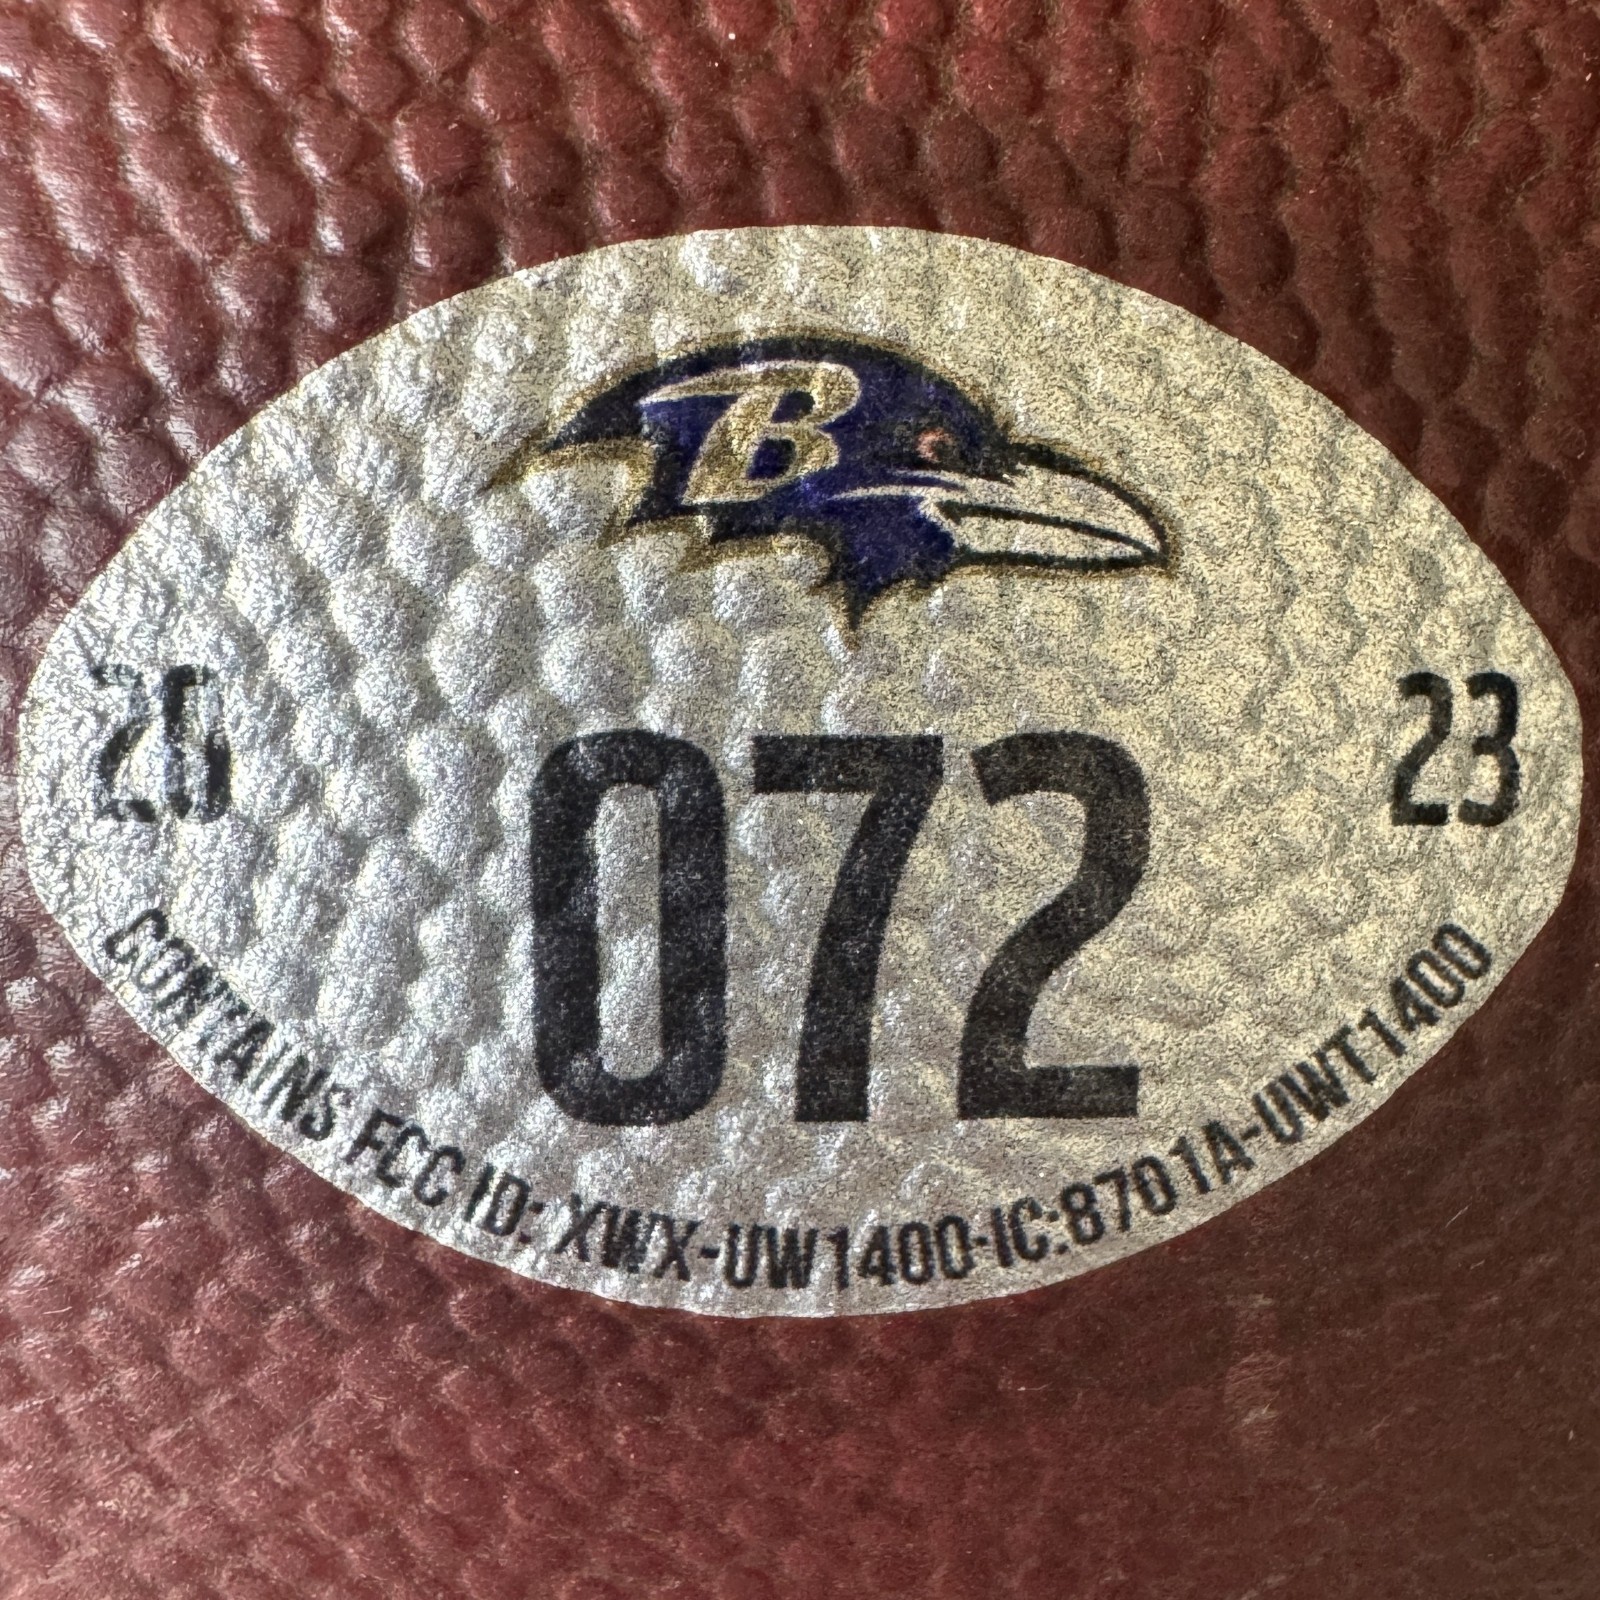 B
20 23
072
CONTAINS FCC ID: XWX-UW1400·IC:8701A-UWT1400